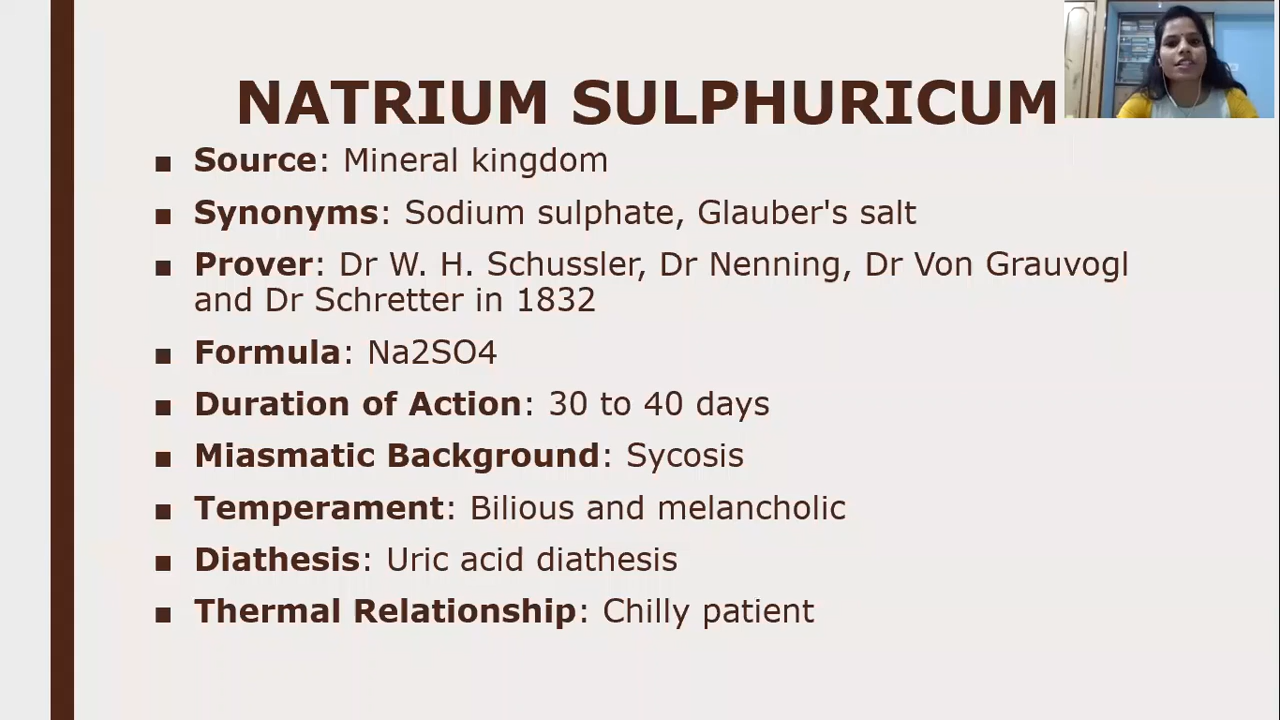 NATRIUM SULPHURICUM
▪ Source: Mineral kingdom
▪ Synonyms: Sodium sulphate, Glauber's salt
▪ Prover: Dr W. H. Schussler, Dr Nenning, Dr Von Grauvogl
and Dr Schretter in 1832
▪ Formula: Na2SO4
▪ Duration of Action: 30 to 40 days
▪ Miasmatic Background: Sycosis
▪ Temperament: Bilious and melancholic
▪ Diathesis: Uric acid diathesis
▪ Thermal Relationship: Chilly patient